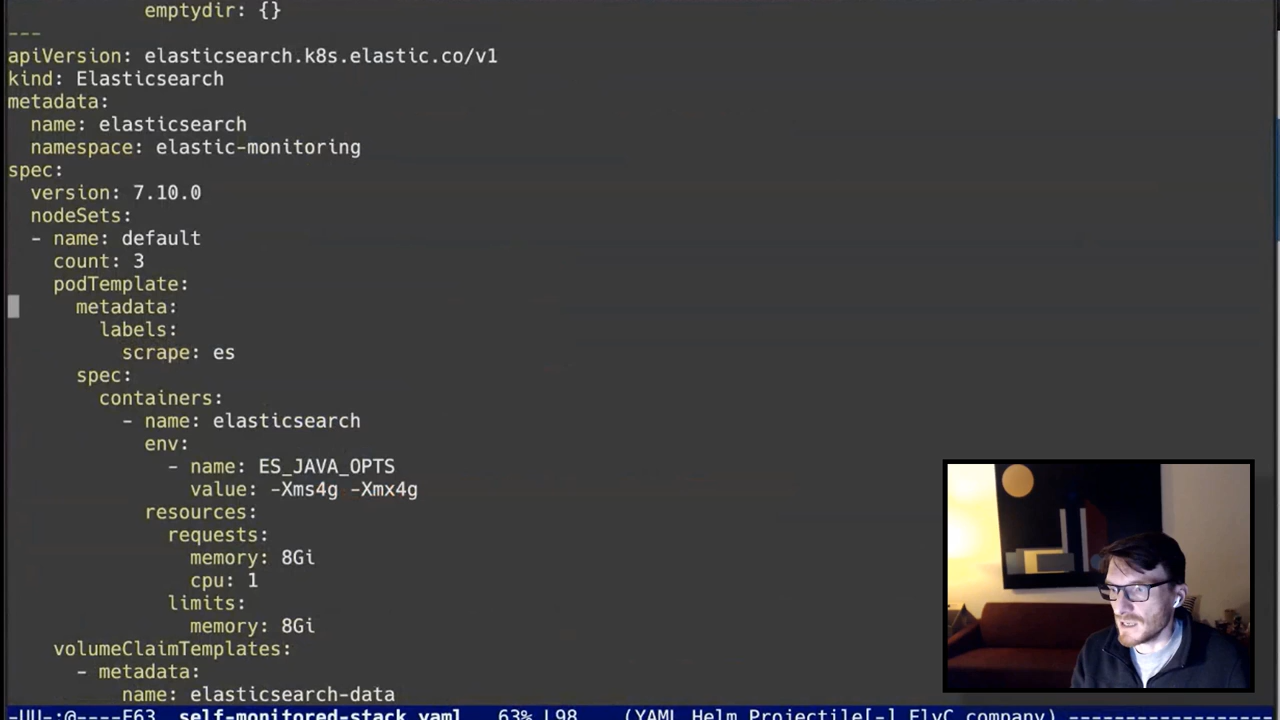 emptydir: {}
---
apiVersion: elasticsearch.k8s.elastic.co/v1
kind: Elasticsearch
metadata:
  name: elasticsearch
  namespace: elastic-monitoring
spec:
  version: 7.10.0
  nodeSets:
  - name: default
    count: 3
    podTemplate:
      metadata:
        labels:
          scrape: es
      spec:
        containers:
          - name: elasticsearch
            env:
              - name: ES_JAVA_OPTS
                value: -Xms4g -Xmx4g
            resources:
              requests:
                memory: 8Gi
                cpu: 1
              limits:
                memory: 8Gi
    volumeClaimTemplates:
      - metadata:
          name: elasticsearch-data
-UU-:@----F63  self-monitored-stack.yaml   63% L98    (YAML Helm Projectile[-] FlyC company) -------------------